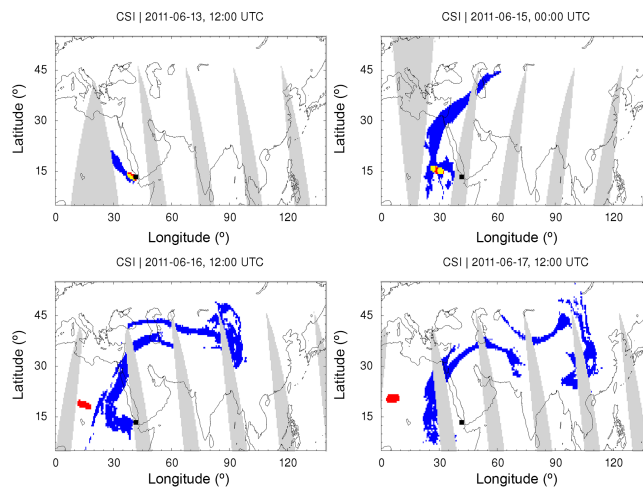 CSI | 2011-06-13, 12:00 UTC
CSI | 2011-06-15, 00:00 UTC
Latitude (º)
45
30
15
0
30
60
90
120
Longitude (º)
Latitude (º)
45
30
15
0
30
60
90
120
Longitude (º)
CSI | 2011-06-16, 12:00 UTC
CSI | 2011-06-17, 12:00 UTC
Latitude (º)
45
30
15
0
30
60
90
120
Longitude (º)
Latitude (º)
45
30
15
0
30
60
90
120
Longitude (º)